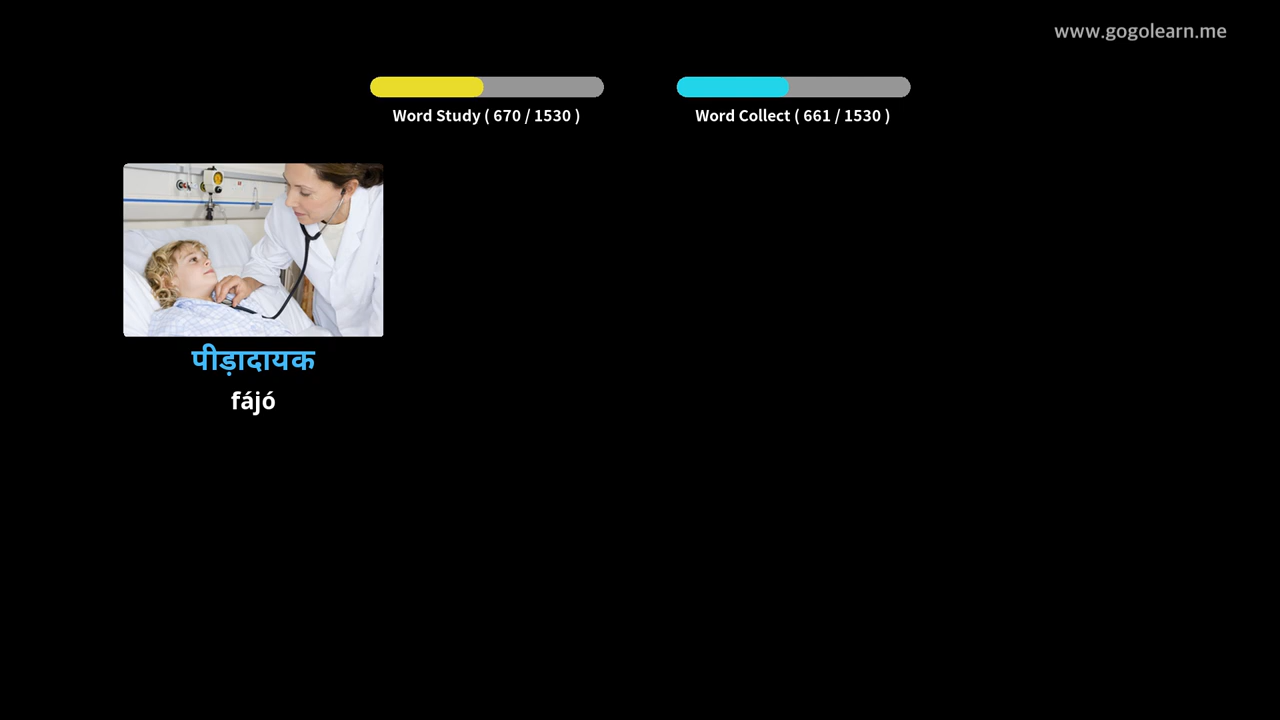 www.gogolearn.me
Word Study ( 670 / 1530 )
Word Collect ( 661 / 1530 )
पीड़ादायक
fájó